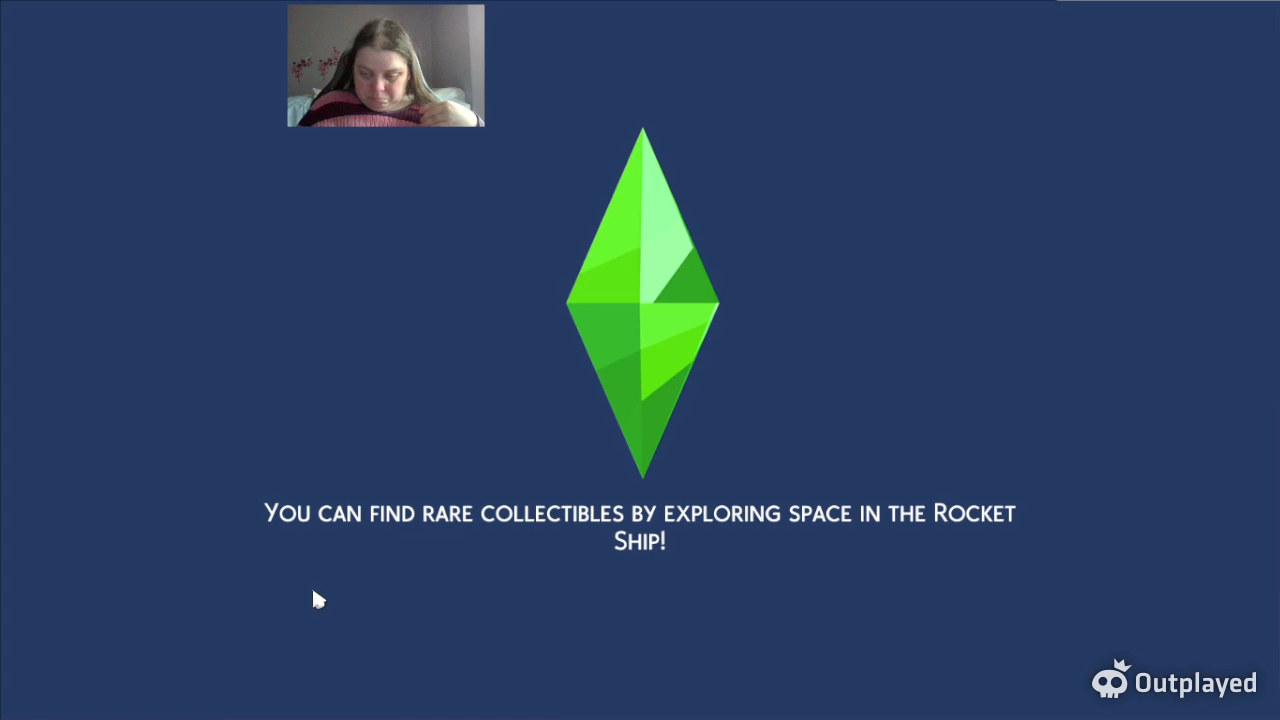 You can find rare collectibles by exploring space in the Rocket
Ship!
Outplayed